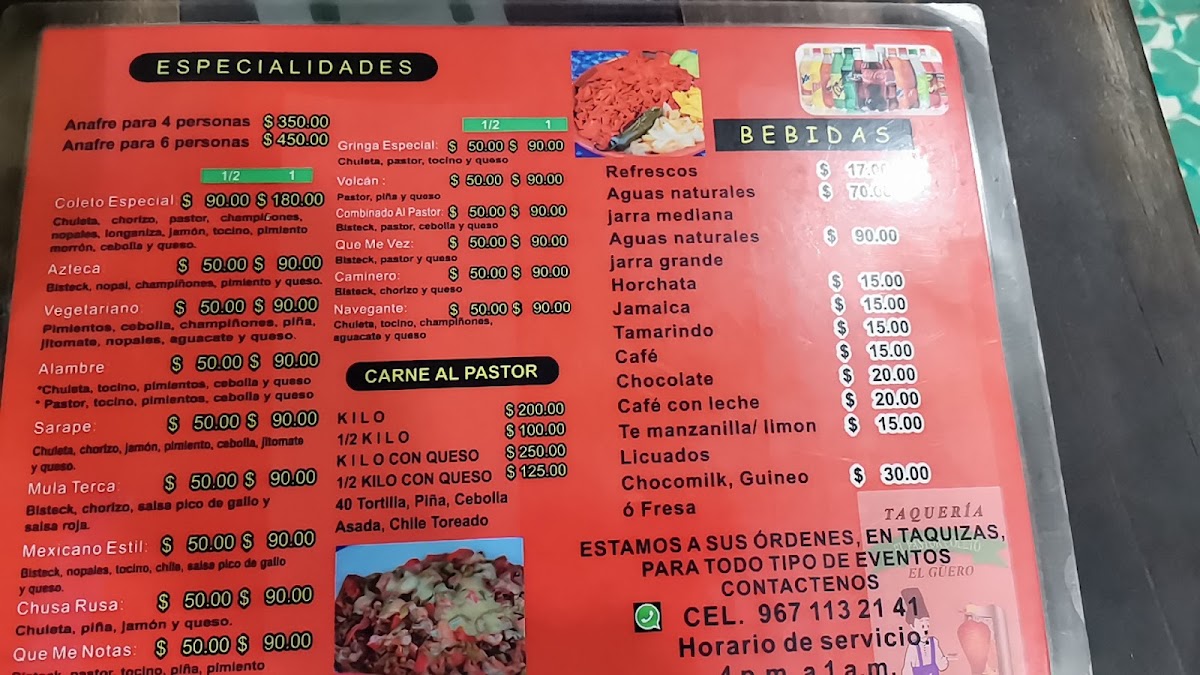 ESPECIALIDADES
Anafre para 4 personas $ 350.00
Anafre para 6 personas $ 450.00
1/2 1
Coleto Especial $ 90.00 $ 180.00
Chuleta, chorizo, pastor, champiñones,
nopales, longaniza, jamón, tocino, pimiento
morrón, cebolla y queso.
Azteca $ 50.00 $ 90.00
Bisteck, nopal, champiñones, pimiento y queso.
Vegetariano: $ 50.00 $ 90.00
Pimientos, cebolla, champiñones, piña,
jitomate, nopales, aguacate y queso.
Alambre $ 50.00 $ 90.00
*Chuleta, tocino, pimientos, cebolla y queso
* Pastor, tocino, pimientos, cebolla y queso
Sarape: $ 50.00 $ 90.00
Chuleta, chorizo, jamón, pimiento, cebolla, jitomate
y queso.
Mula Terca: $ 50.00 $ 90.00
Bisteck, chorizo, salsa pico de gallo y
salsa roja.
Mexicano Estil: $ 50.00 $ 90.00
Bisteck, nopales, tocino, chile, salsa pico de gallo
y queso.
Chusa Rusa: $ 50.00 $ 90.00
Chuleta, piña, jamón y queso.
Que Me Notas: $ 50.00 $ 90.00
Bisteck, pastor, tocino, piña, pimiento
1/2 1
Gringa Especial: $ 50.00 $ 90.00
Chuleta, pastor, tocino y queso
Volcán : $ 50.00 $ 90.00
Pastor, piña y queso
Combinado Al Pastor: $ 50.00 $ 90.00
Bisteck, pastor, cebolla y queso
Que Me Vez: $ 50.00 $ 90.00
Bisteck, pastor y queso
Caminero: $ 50.00 $ 90.00
Bisteck, chorizo y queso
Navegante: $ 50.00 $ 90.00
Chuleta, tocino, champiñones,
aguacate y queso
CARNE AL PASTOR
KILO $ 200.00
1/2 KILO $ 100.00
KILO CON QUESO $ 250.00
1/2 KILO CON QUESO $ 125.00
40 Tortilla, Piña, Cebolla
Asada, Chile Toreado
BEBIDAS
Refrescos $ 17.00
Aguas naturales $ 70.00
jarra mediana
Aguas naturales $ 90.00
jarra grande
Horchata $ 15.00
Jamaica $ 15.00
Tamarindo $ 15.00
Café $ 15.00
Chocolate $ 20.00
Café con leche $ 20.00
Te manzanilla/ limon $ 15.00
Licuados
Chocomilk, Guineo $ 30.00
ó Fresa
TAQUERÍA
EL GÜERO
ESTAMOS A SUS ÓRDENES, EN TAQUIZAS,
PARA TODO TIPO DE EVENTOS
CONTACTENOS
CEL. 967 113 21 41
Horario de servicio:
4 p.m. a 1 a.m.